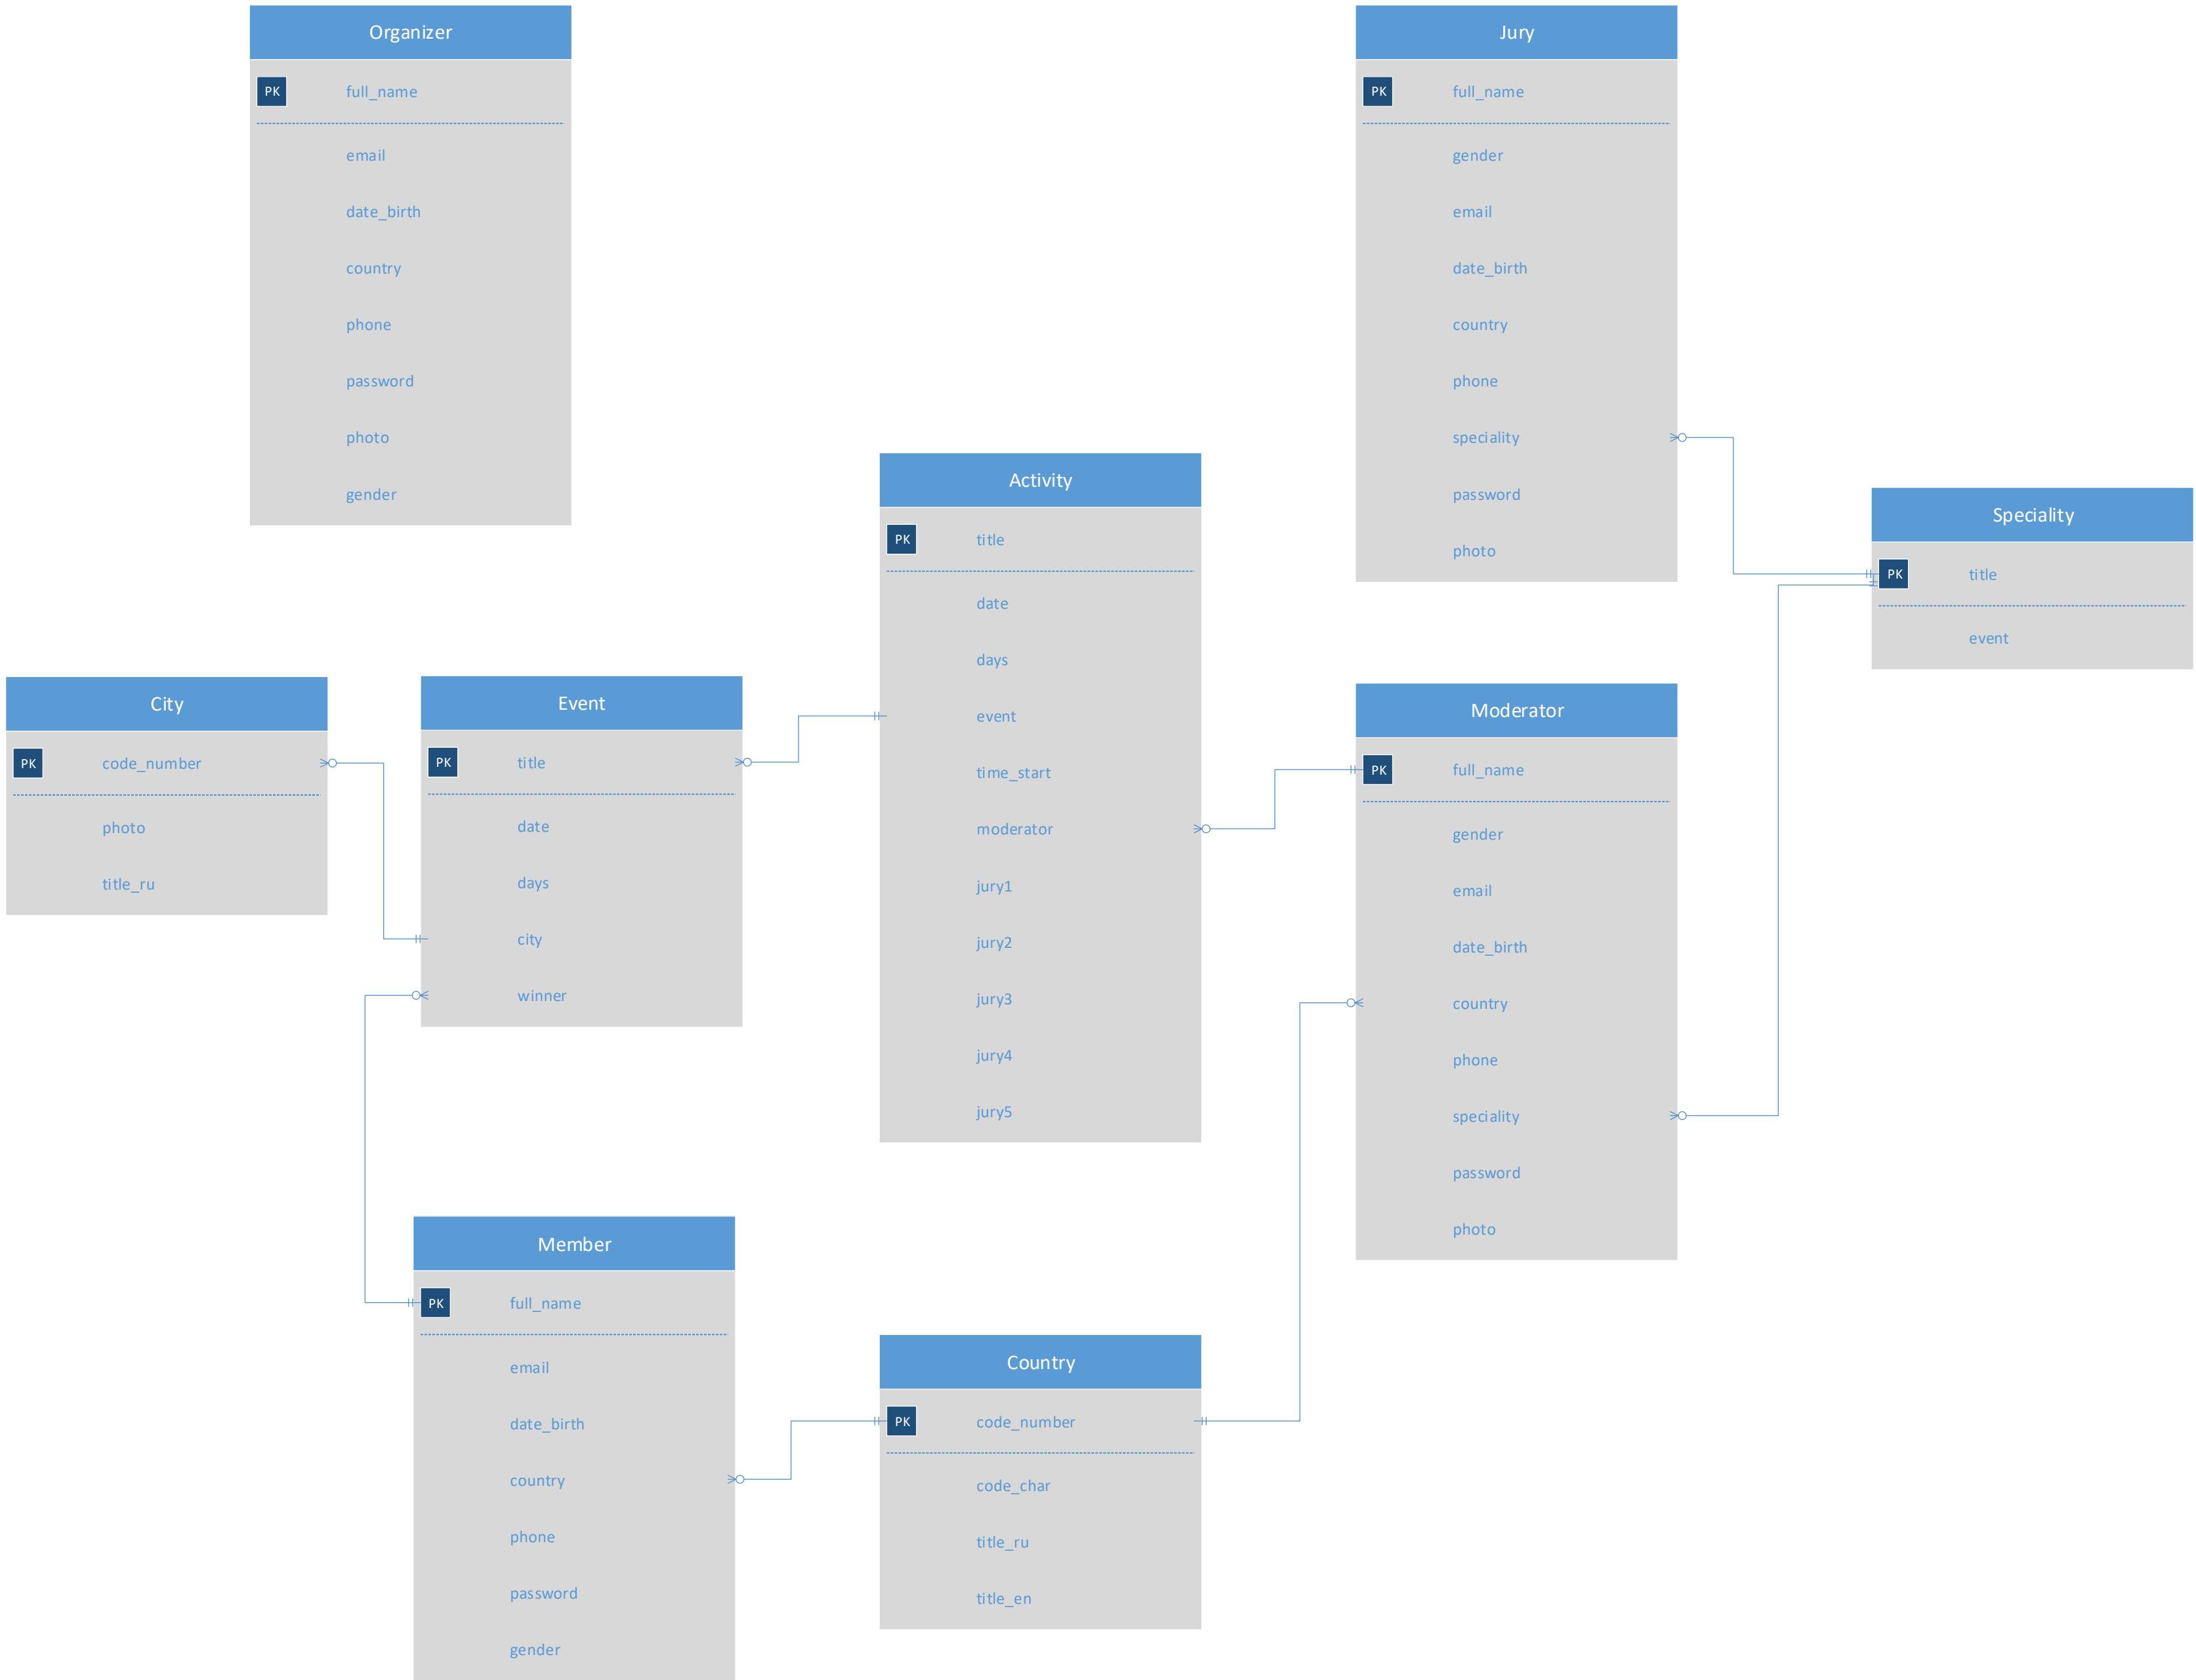 Organizer
PK full_name
email
date_birth
country
phone
password
photo
gender
Jury
PK full_name
gender
email
date_birth
country
phone
speciality
password
photo
Activity
PK title
date
days
event
time_start
moderator
jury1
jury2
jury3
jury4
jury5
Speciality
PK title
event
City
PK code_number
photo
title_ru
Event
PK title
date
days
city
winner
Moderator
PK full_name
gender
email
date_birth
country
phone
speciality
password
photo
Member
PK full_name
email
date_birth
country
phone
password
gender
Country
PK code_number
code_char
title_ru
title_en